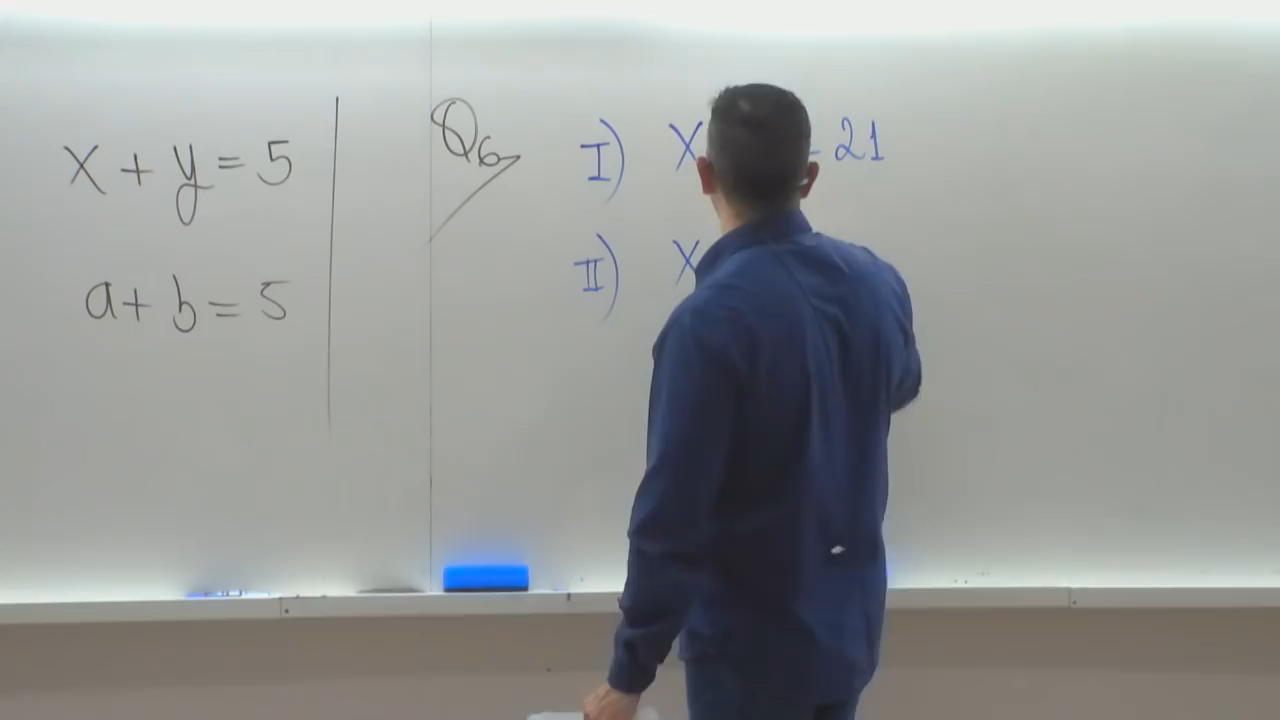 x + y = 5
a + b = 5
Q6
I) x 21
II) x